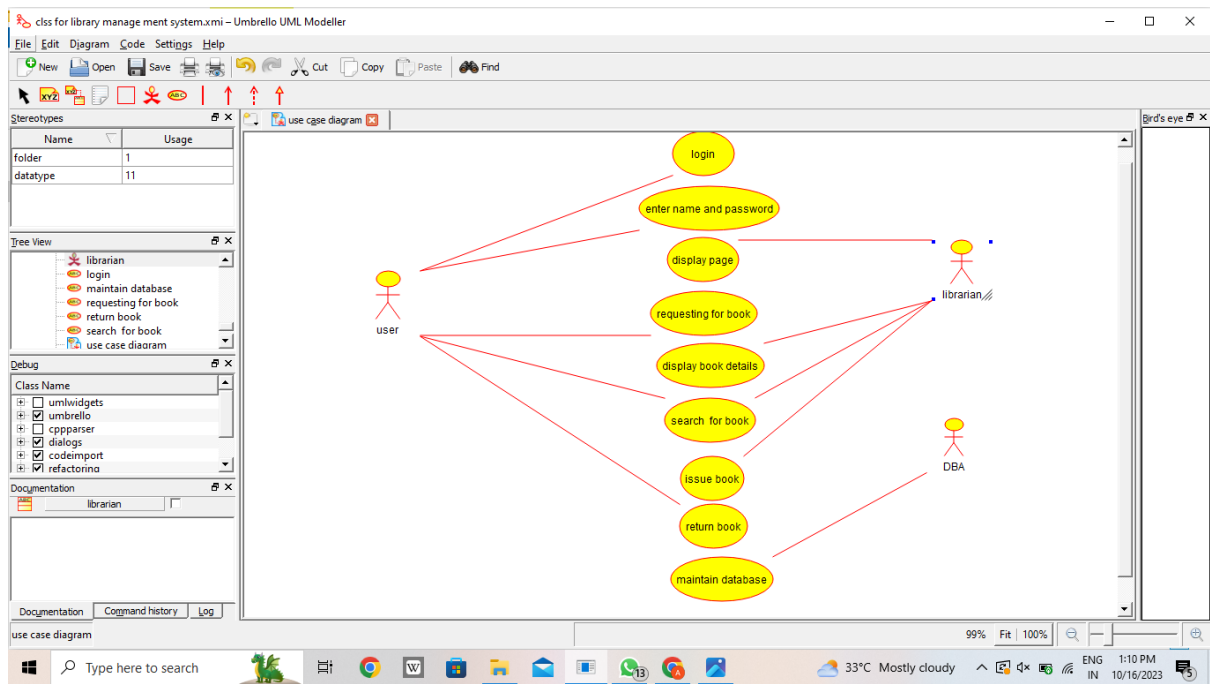 clss for library manage ment system.xmi – Umbrello UML Modeller
File Edit Diagram Code Settings Help
New Open Save Cut Copy Paste Find
XYZ XYZ ABC
Stereotypes
Name Usage
folder 1
datatype 11
Tree View
librarian
login
maintain database
requesting for book
return book
search for book
use case diagram
Debug
Class Name
umlwidgets
umbrello
cppparser
dialogs
codeimport
refactoring
Documentation
librarian
Documentation Command history Log
use case diagram
use case diagram
login
enter name and password
display page
requesting for book
display book details
search for book
issue book
return book
maintain database
user
librarian
DBA
Bird's eye
99% Fit 100%
Type here to search
W
13
33°C Mostly cloudy
ENG
IN
1:10 PM
10/16/2023
5